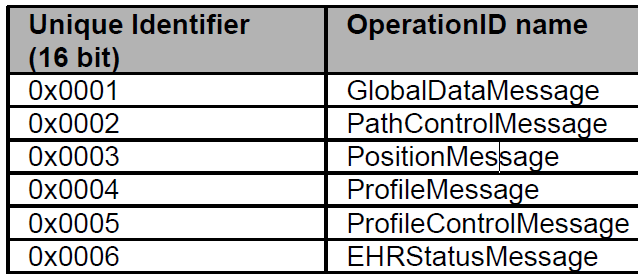 Unique Identifier OperationID name
(16 bit)
0x0001 GlobalDataMessage
0x0002 PathControlMessage
0x0003 PositionMessage
0x0004 ProfileMessage
0x0005 ProfileControlMessage
0x0006 EHRStatusMessage